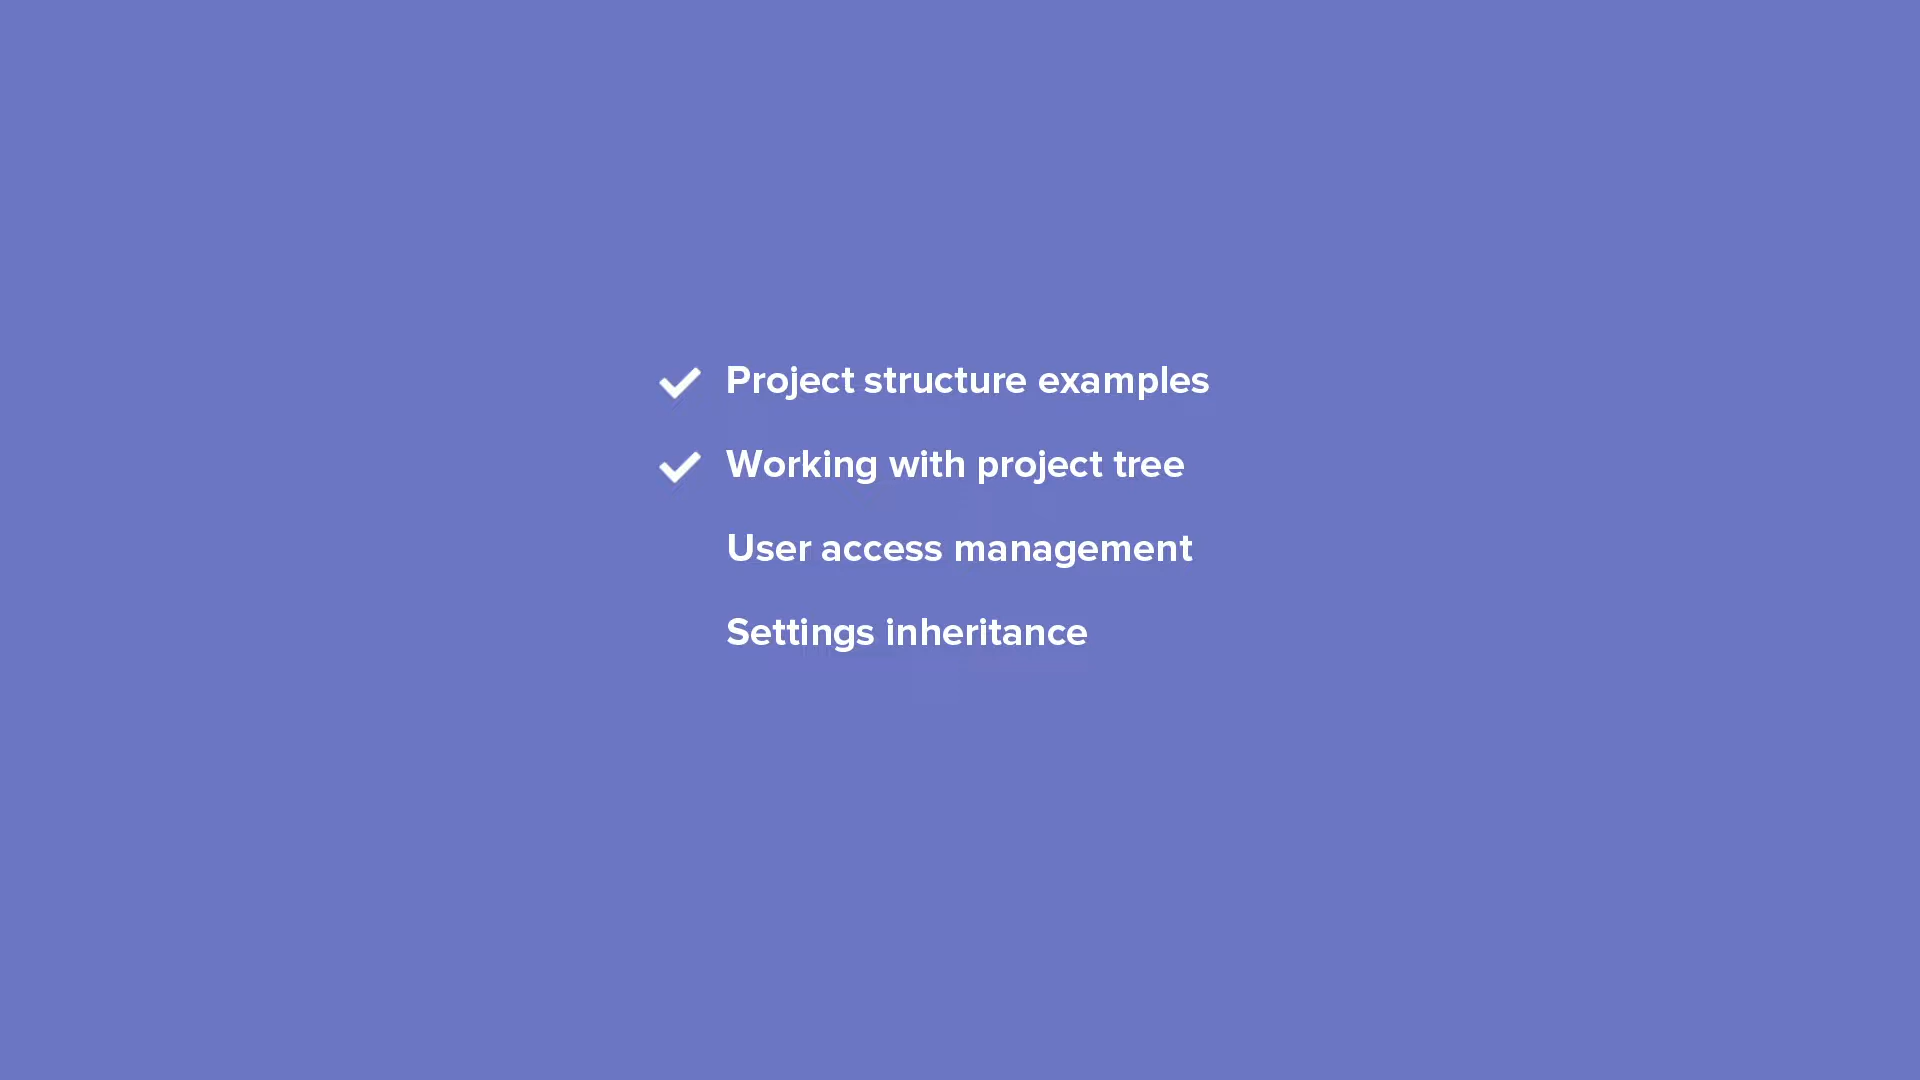 Project structure examples
Working with project tree
User access management
Settings inheritance